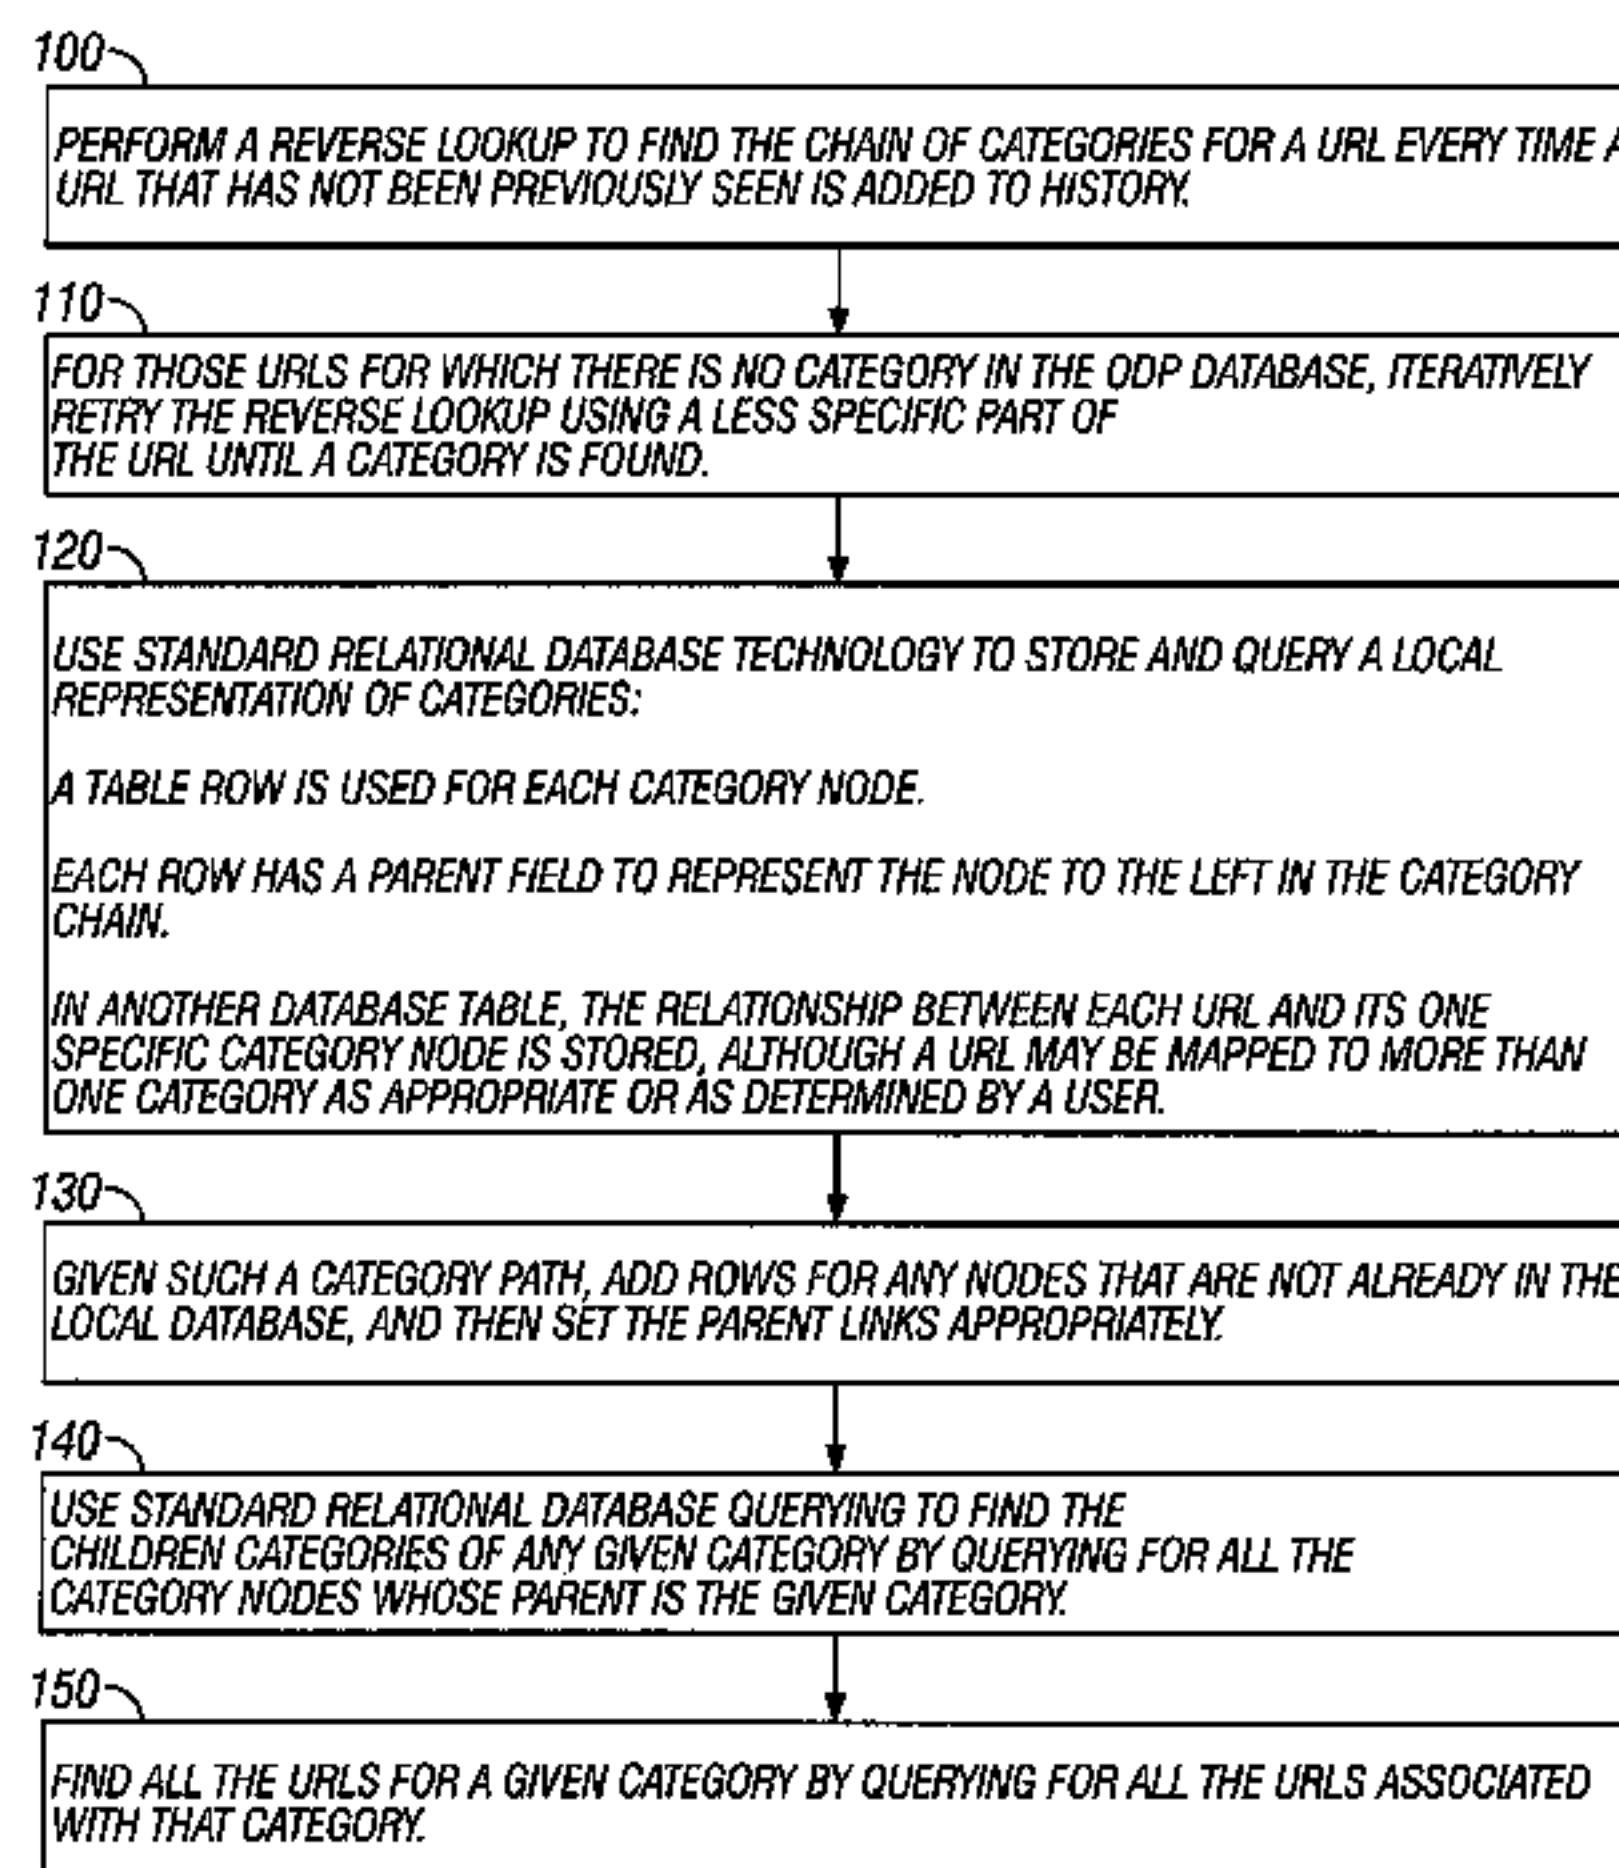 100
PERFORM A REVERSE LOOKUP TO FIND THE CHAIN OF CATEGORIES FOR A URL EVERY TIME A
URL THAT HAS NOT BEEN PREVIOUSLY SEEN IS ADDED TO HISTORY.
110
FOR THOSE URLS FOR WHICH THERE IS NO CATEGORY IN THE ODP DATABASE, ITERATIVELY
RETRY THE REVERSE LOOKUP USING A LESS SPECIFIC PART OF
THE URL UNTIL A CATEGORY IS FOUND.
120
USE STANDARD RELATIONAL DATABASE TECHNOLOGY TO STORE AND QUERY A LOCAL
REPRESENTATION OF CATEGORIES:
A TABLE ROW IS USED FOR EACH CATEGORY NODE.
EACH ROW HAS A PARENT FIELD TO REPRESENT THE NODE TO THE LEFT IN THE CATEGORY
CHAIN.
IN ANOTHER DATABASE TABLE, THE RELATIONSHIP BETWEEN EACH URL AND ITS ONE
SPECIFIC CATEGORY NODE IS STORED, ALTHOUGH A URL MAY BE MAPPED TO MORE THAN
ONE CATEGORY AS APPROPRIATE OR AS DETERMINED BY A USER.
130
GIVEN SUCH A CATEGORY PATH, ADD ROWS FOR ANY NODES THAT ARE NOT ALREADY IN THE
LOCAL DATABASE, AND THEN SET THE PARENT LINKS APPROPRIATELY.
140
USE STANDARD RELATIONAL DATABASE QUERYING TO FIND THE
CHILDREN CATEGORIES OF ANY GIVEN CATEGORY BY QUERYING FOR ALL THE
CATEGORY NODES WHOSE PARENT IS THE GIVEN CATEGORY.
150
FIND ALL THE URLS FOR A GIVEN CATEGORY BY QUERYING FOR ALL THE URLS ASSOCIATED
WITH THAT CATEGORY.